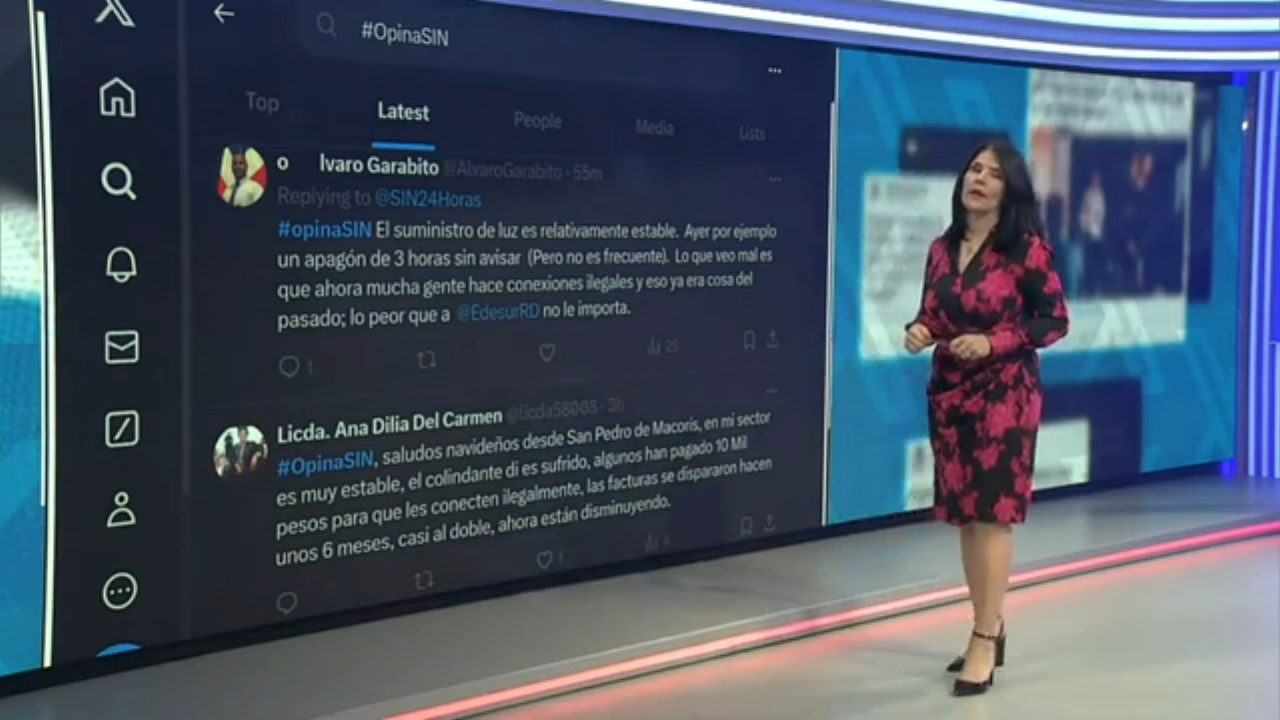 #OpinaSIN
Top Latest People Media Lists
o lvaro Garabito @AlvaroGarabito · 55m
Replying to @SIN24Horas
#opinaSIN El suministro de luz es relativamente estable. Ayer por ejemplo
un apagón de 3 horas sin avisar (Pero no es frecuente). Lo que veo mal es
que ahora mucha gente hace conexiones ilegales y eso ya era cosa del
pasado; lo peor que a @EdesurRD no le importa.
1 25
Licda. Ana Dilia Del Carmen @licda58008 · 3h
#OpinaSIN, saludos navideños desde San Pedro de Macoris, en mi sector
es muy estable, el colindante di es sufrido, algunos han pagado 10 Mil
pesos para que les conecten ilegalmente, las facturas se dispararon hacen
unos 6 meses, casi al doble, ahora están disminuyendo.
1 4